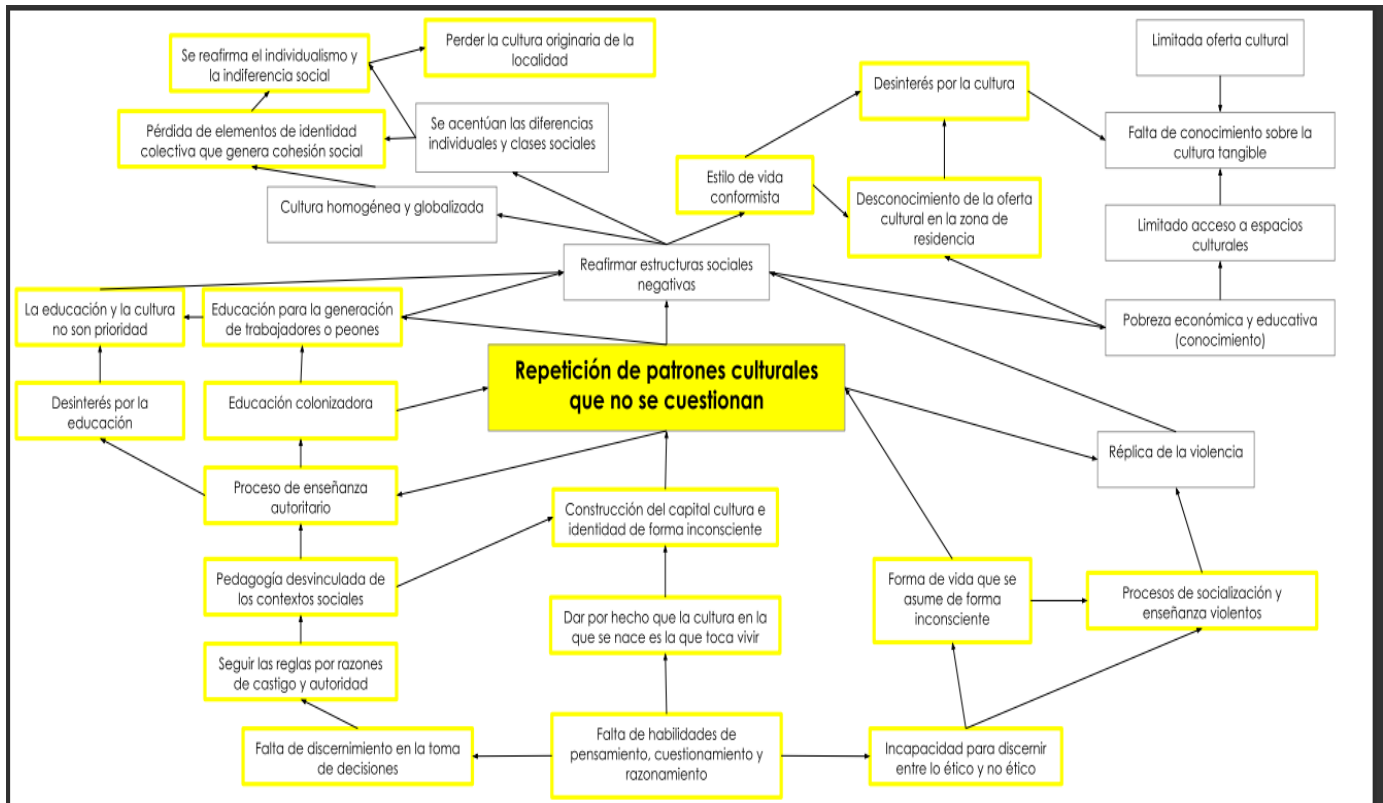 Se reafirma el individualismo y
la indiferencia social
Perder la cultura originaria de la
localidad
Limitada oferta cultural
Pérdida de elementos de identidad
colectiva que genera cohesión social
Se acentúan las diferencias
individuales y clases sociales
Desinterés por la cultura
Falta de conocimiento sobre la
cultura tangible
Cultura homogénea y globalizada
Estilo de vida
conformista
Desconocimiento de la oferta
cultural en la zona de
residencia
Limitado acceso a espacios
culturales
Reafirmar estructuras sociales
negativas
La educación y la cultura
no son prioridad
Educación para la generación
de trabajadores o peones
Pobreza económica y educativa
(conocimiento)
Repetición de patrones culturales
que no se cuestionan
Desinterés por la
educación
Educación colonizadora
Réplica de la violencia
Proceso de enseñanza
autoritario
Construcción del capital cultura e
identidad de forma inconsciente
Pedagogía desvinculada de
los contextos sociales
Forma de vida que se
asume de forma
inconsciente
Procesos de socialización y
enseñanza violentos
Dar por hecho que la cultura en la
que se nace es la que toca vivir
Seguir las reglas por razones
de castigo y autoridad
Falta de discernimiento en la toma
de decisiones
Falta de habilidades de
pensamiento, cuestionamiento y
razonamiento
Incapacidad para discernir
entre lo ético y no ético